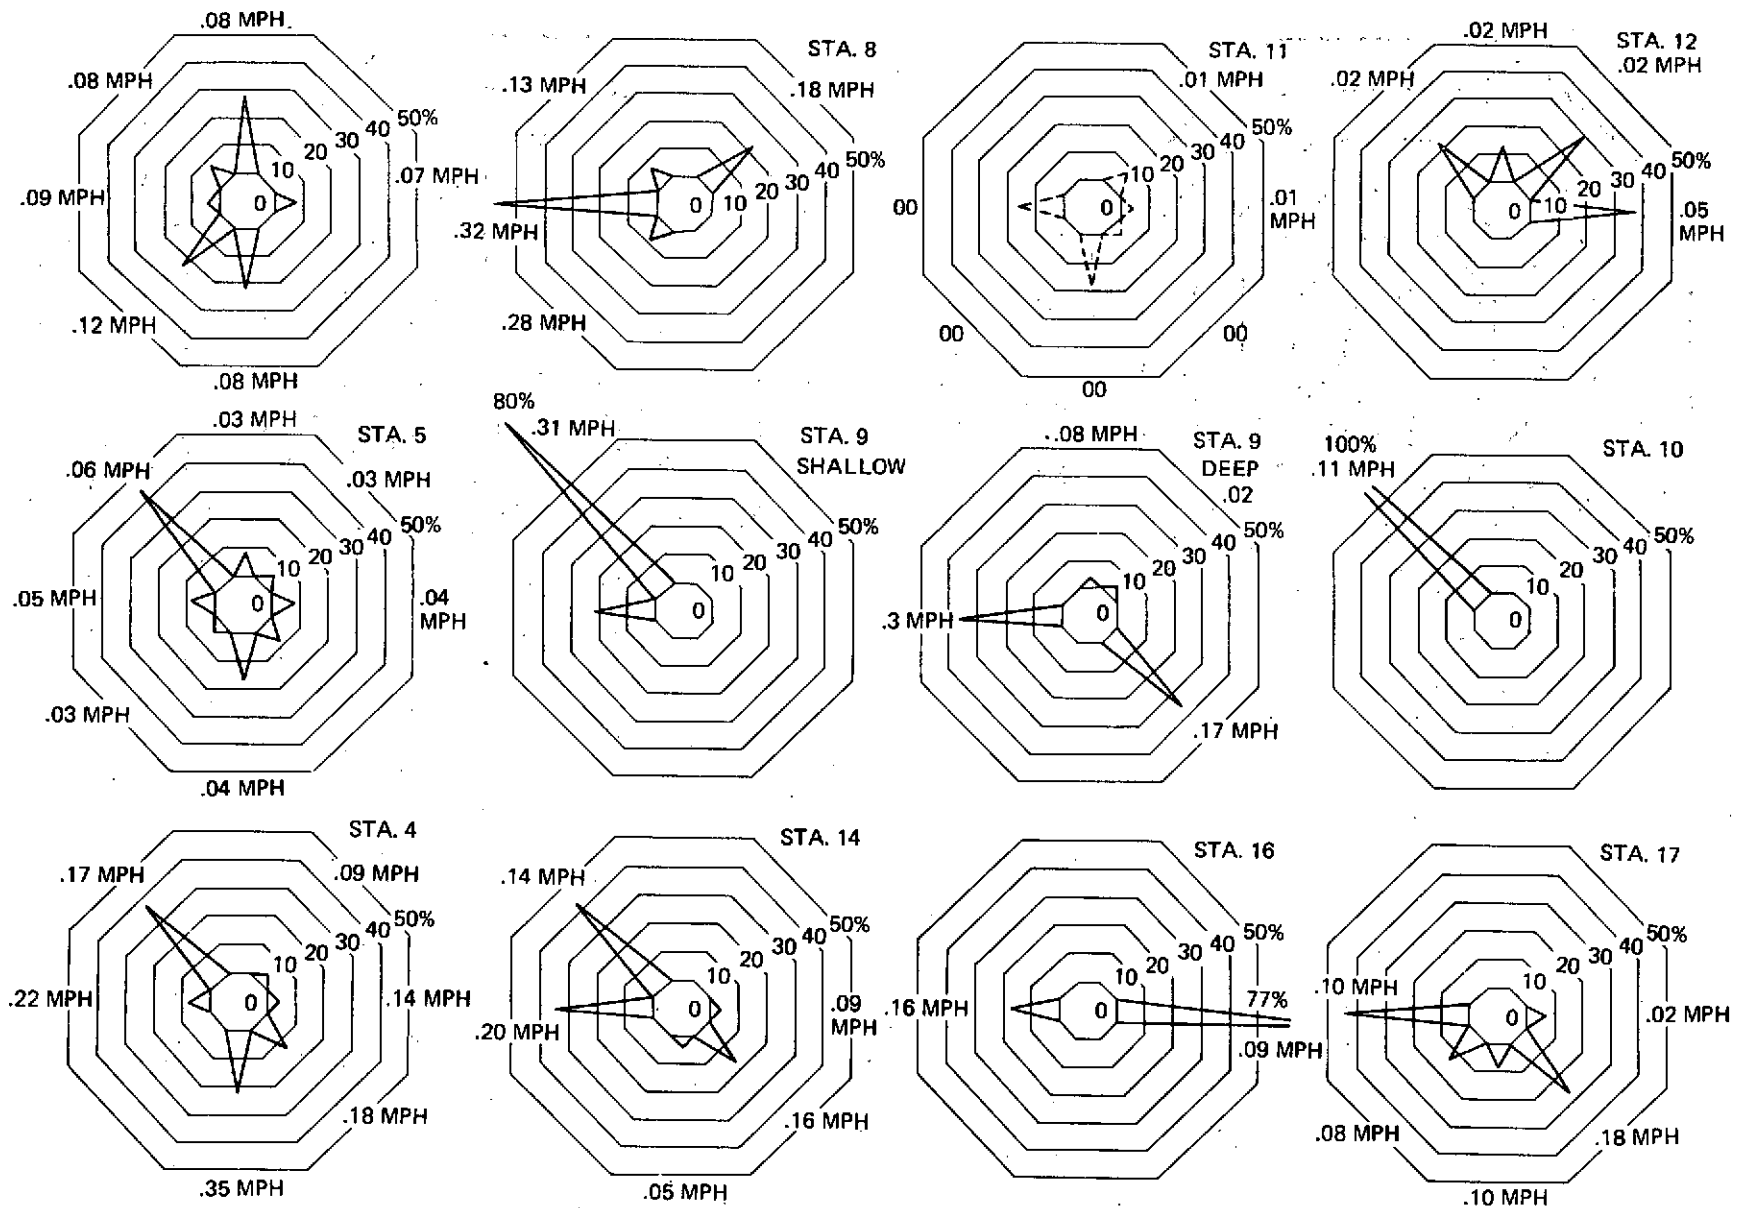 .08 MPH
.08 MPH
50%
40
30
20
10
0
.07 MPH
.09 MPH
.12 MPH
.08 MPH
STA. 8
.13 MPH
.18 MPH
50%
40
30
20
10
0
.32 MPH
.28 MPH
STA. 11
.01 MPH
50%
40
30
20
10
0
00
.01
MPH
00
00
00
.02 MPH
STA. 12
.02 MPH
.02 MPH
50%
40
30
20
10
0
.05
MPH
.03 MPH
STA. 5
.06 MPH
.03 MPH
50%
40
30
20
10
0
.05 MPH
.04
MPH
.03 MPH
.04 MPH
80%
.31 MPH
STA. 9
SHALLOW
50%
40
30
20
10
0
.08 MPH
STA. 9
DEEP
.02
50%
40
30
20
10
0
.3 MPH
.17 MPH
100%
.11 MPH
STA. 10
50%
40
30
20
10
0
STA. 4
.17 MPH
.09 MPH
50%
40
30
20
10
0
.22 MPH
.14 MPH
.18 MPH
.35 MPH
STA. 14
.14 MPH
50%
40
30
20
10
0
.20 MPH
.09
MPH
.16 MPH
.05 MPH
STA. 16
50%
40
30
20
10
0
.16 MPH
77%
.09 MPH
STA. 17
50%
40
30
20
10
0
.10 MPH
.02 MPH
.08 MPH
.18 MPH
.10 MPH